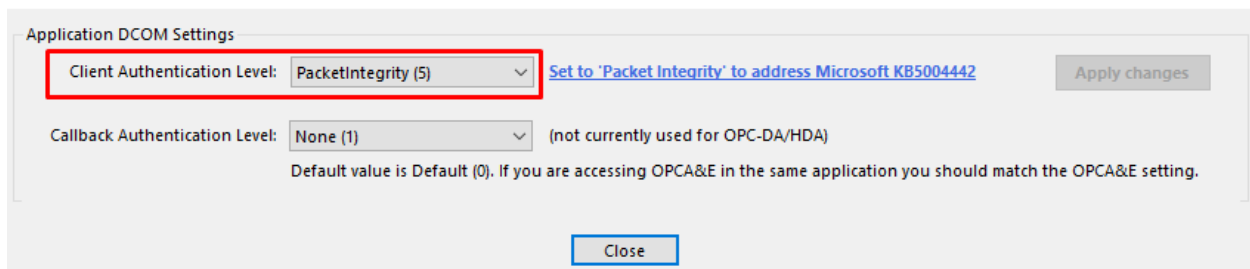 Application DCOM Settings
Client Authentication Level: PacketIntegrity (5) Set to 'Packet Integrity' to address Microsoft KB5004442 Apply changes
Callback Authentication Level: None (1) (not currently used for OPC-DA/HDA)
Default value is Default (0). If you are accessing OPCA&E in the same application you should match the OPCA&E setting.
Close